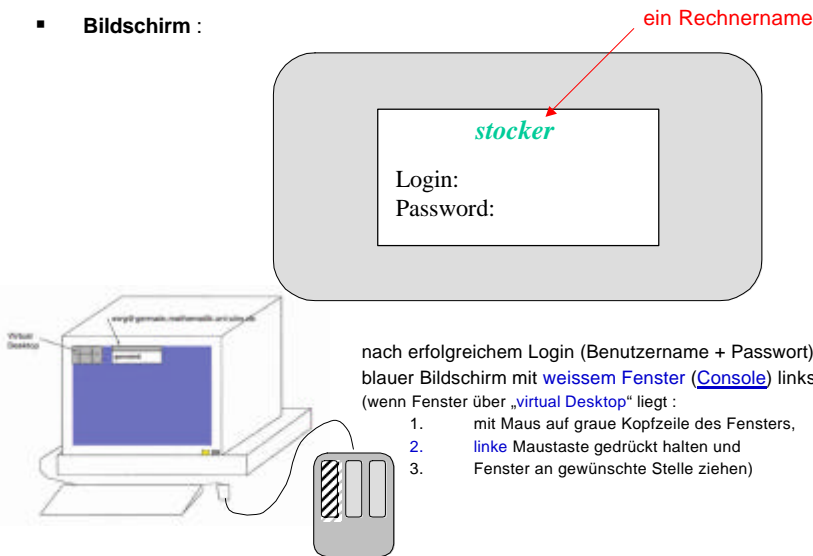 ein Rechnername
▪ Bildschirm :
stocker
Login:
Password:
Virtual
Desktop
nach erfolgreichem Login (Benutzername + Passwort)
blauer Bildschirm mit weissem Fenster (Console) links
(wenn Fenster über „virtual Desktop“ liegt :
1. mit Maus auf graue Kopfzeile des Fensters,
2. linke Maustaste gedrückt halten und
3. Fenster an gewünschte Stelle ziehen)